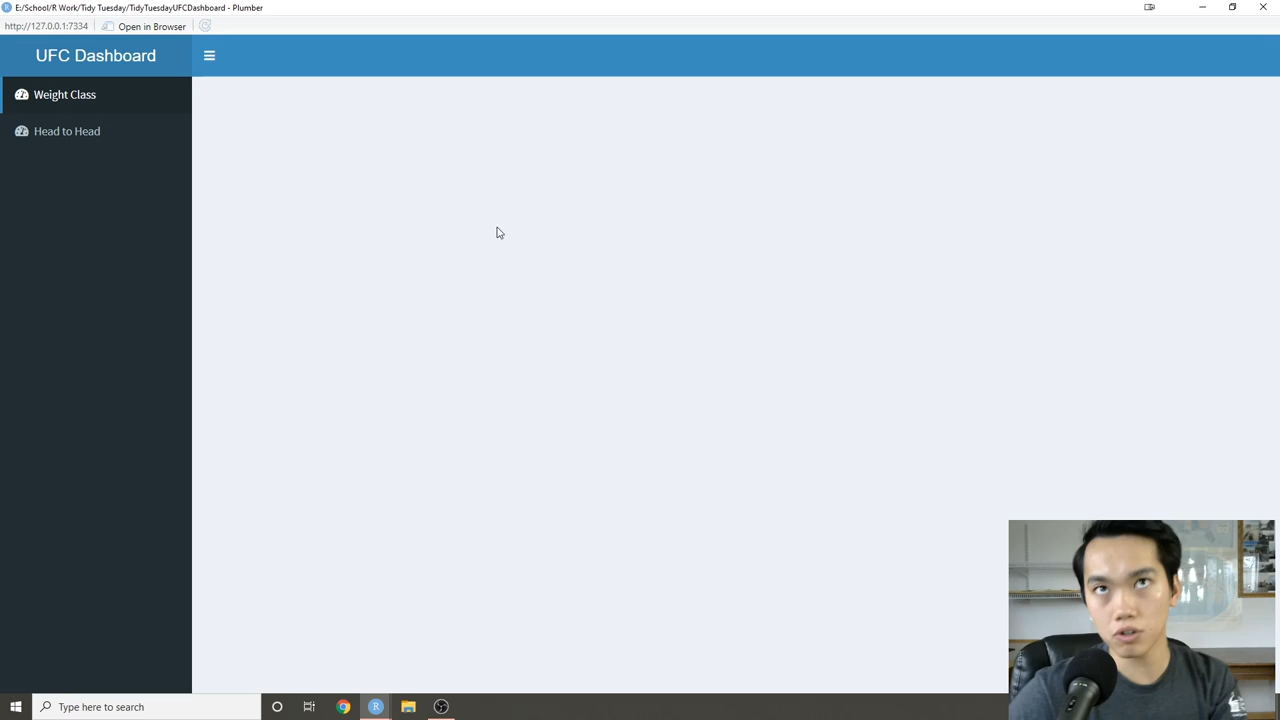 E:/School/R Work/Tidy Tuesday/TidyTuesdayUFCDashboard - Plumber
http://127.0.0.1:7334
Open in Browser
UFC Dashboard
Weight Class
Head to Head
Type here to search